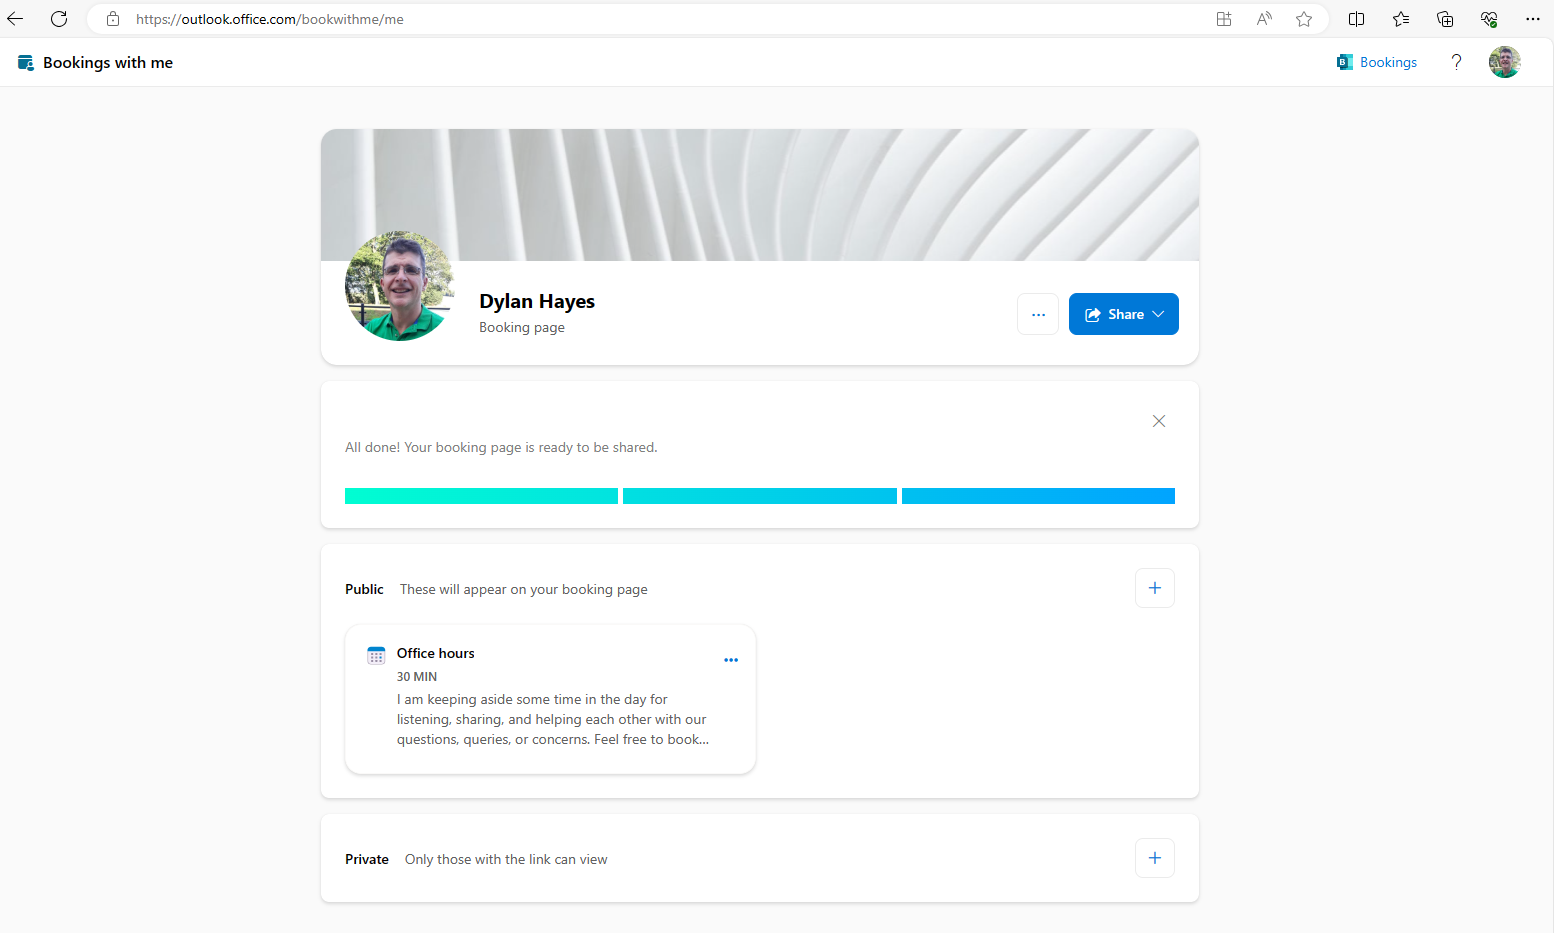 https://outlook.office.com/bookwithme/me
Bookings with me
Bookings
?
Dylan Hayes
Booking page
Share
All done! Your booking page is ready to be shared.
Public These will appear on your booking page
Office hours
30 MIN
I am keeping aside some time in the day for
listening, sharing, and helping each other with our
questions, queries, or concerns. Feel free to book...
Private Only those with the link can view